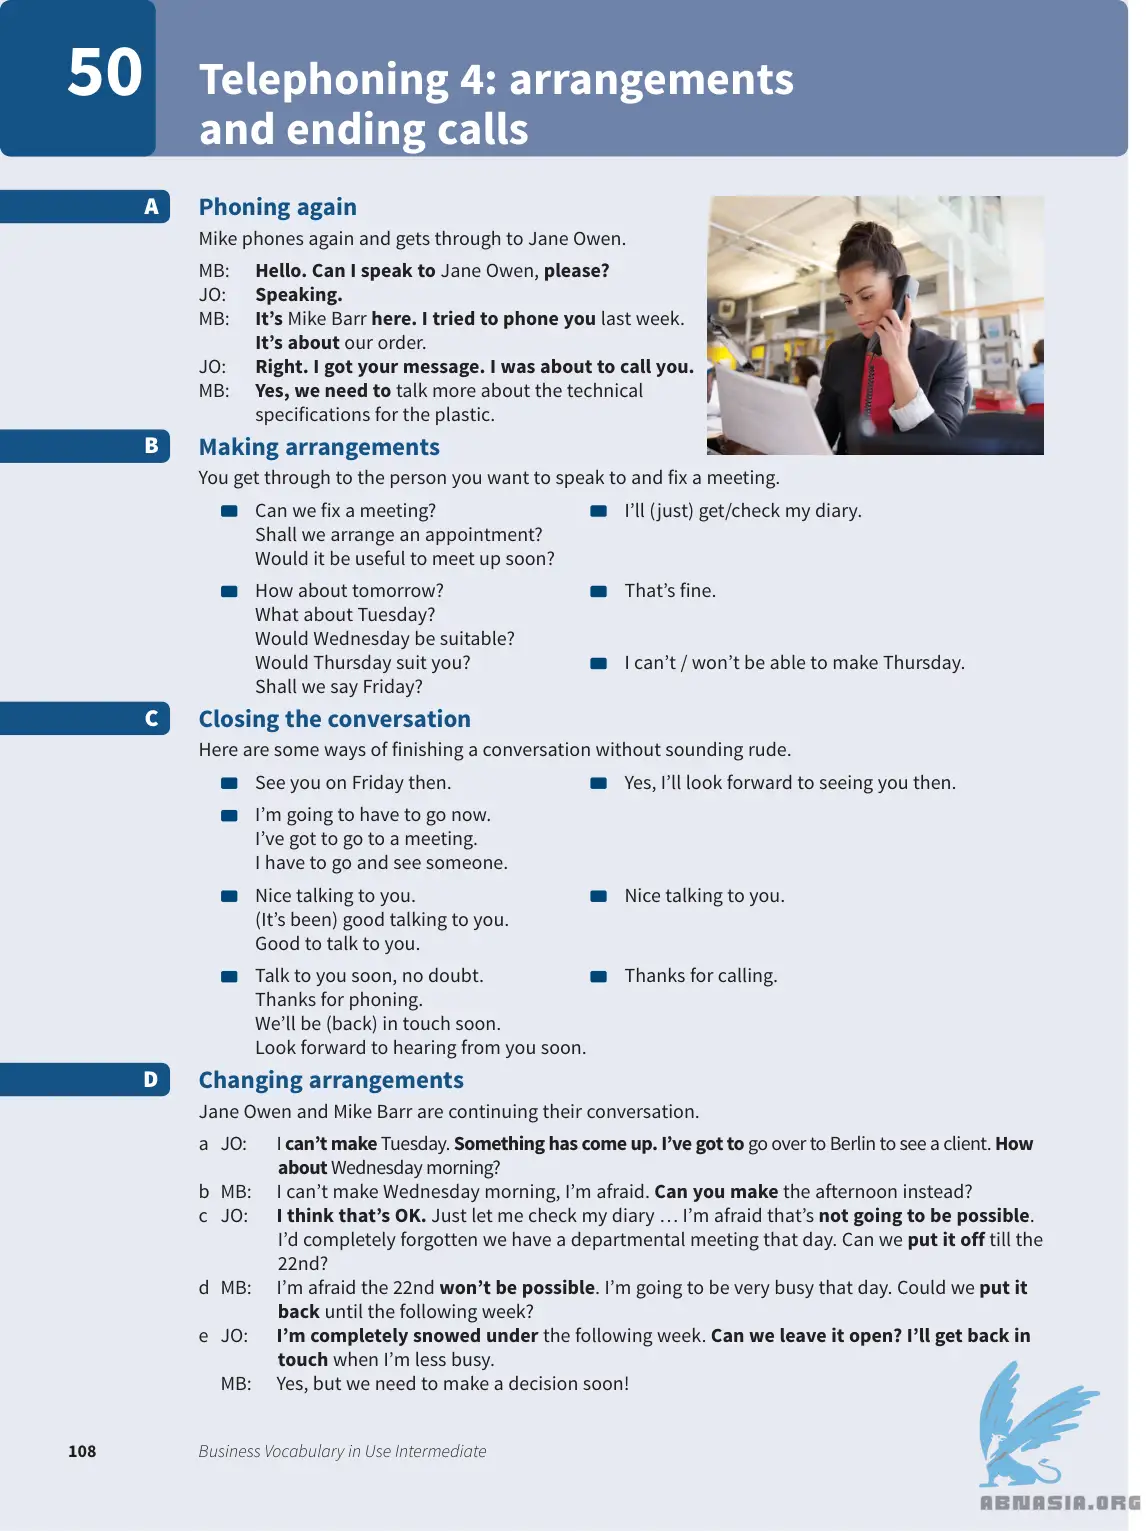 50
Telephoning 4: arrangements
and ending calls
A
Phoning again
Mike phones again and gets through to Jane Owen.
MB: Hello. Can I speak to Jane Owen, please?
JO: Speaking.
MB: It’s Mike Barr here. I tried to phone you last week.
It’s about our order.
JO: Right. I got your message. I was about to call you.
MB: Yes, we need to talk more about the technical
specifications for the plastic.
B
Making arrangements
You get through to the person you want to speak to and fix a meeting.
Can we fix a meeting? I’ll (just) get/check my diary.
Shall we arrange an appointment?
Would it be useful to meet up soon?
How about tomorrow? That’s fine.
What about Tuesday?
Would Wednesday be suitable?
Would Thursday suit you? I can’t / won’t be able to make Thursday.
Shall we say Friday?
C
Closing the conversation
Here are some ways of finishing a conversation without sounding rude.
See you on Friday then. Yes, I’ll look forward to seeing you then.
I’m going to have to go now.
I’ve got to go to a meeting.
I have to go and see someone.
Nice talking to you. Nice talking to you.
(It’s been) good talking to you.
Good to talk to you.
Talk to you soon, no doubt. Thanks for calling.
Thanks for phoning.
We’ll be (back) in touch soon.
Look forward to hearing from you soon.
D
Changing arrangements
Jane Owen and Mike Barr are continuing their conversation.
a JO: I can’t make Tuesday. Something has come up. I’ve got to go over to Berlin to see a client. How
about Wednesday morning?
b MB: I can’t make Wednesday morning, I’m afraid. Can you make the afternoon instead?
c JO: I think that’s OK. Just let me check my diary … I’m afraid that’s not going to be possible.
I’d completely forgotten we have a departmental meeting that day. Can we put it off till the
22nd?
d MB: I’m afraid the 22nd won’t be possible. I’m going to be very busy that day. Could we put it
back until the following week?
e JO: I’m completely snowed under the following week. Can we leave it open? I’ll get back in
touch when I’m less busy.
MB: Yes, but we need to make a decision soon!
108 Business Vocabulary in Use Intermediate
ABNASIA.ORG